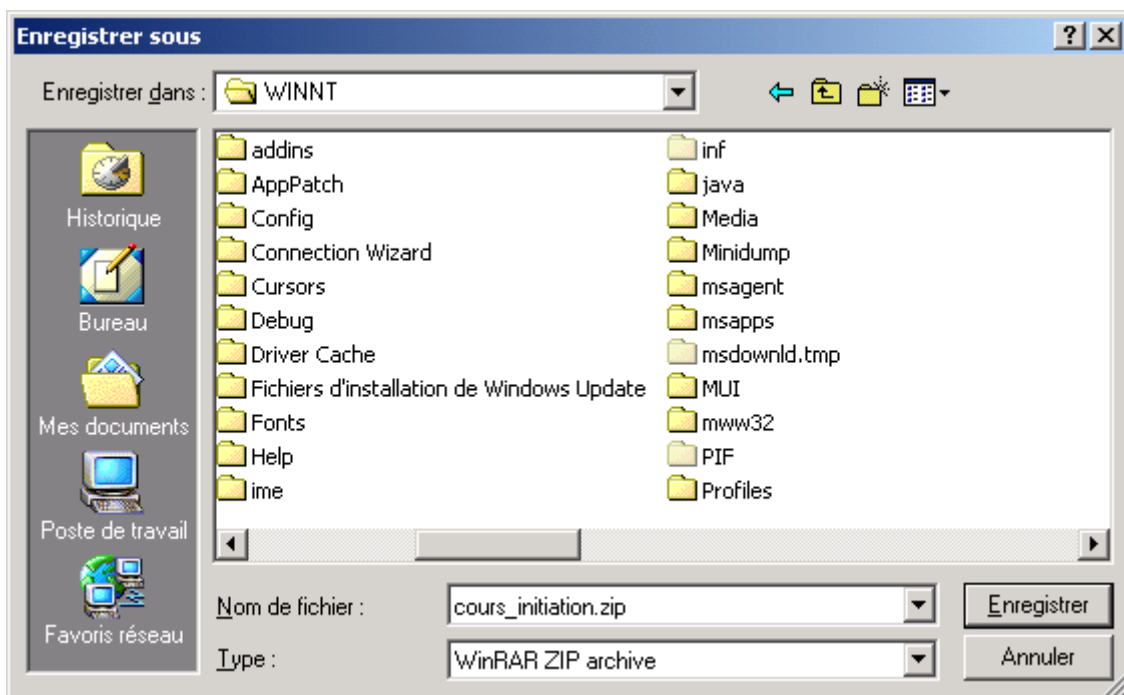 Enregistrer sous
Enregistrer dans : WINNT
Historique
Bureau
Mes documents
Poste de travail
Favoris réseau
addins
AppPatch
Config
Connection Wizard
Cursors
Debug
Driver Cache
Fichiers d'installation de Windows Update
Fonts
Help
ime
inf
java
Media
Minidump
msagent
msapps
msdownld.tmp
MUI
mww32
PIF
Profiles
Nom de fichier : cours_initiation.zip Enregistrer
Type : WinRAR ZIP archive Annuler